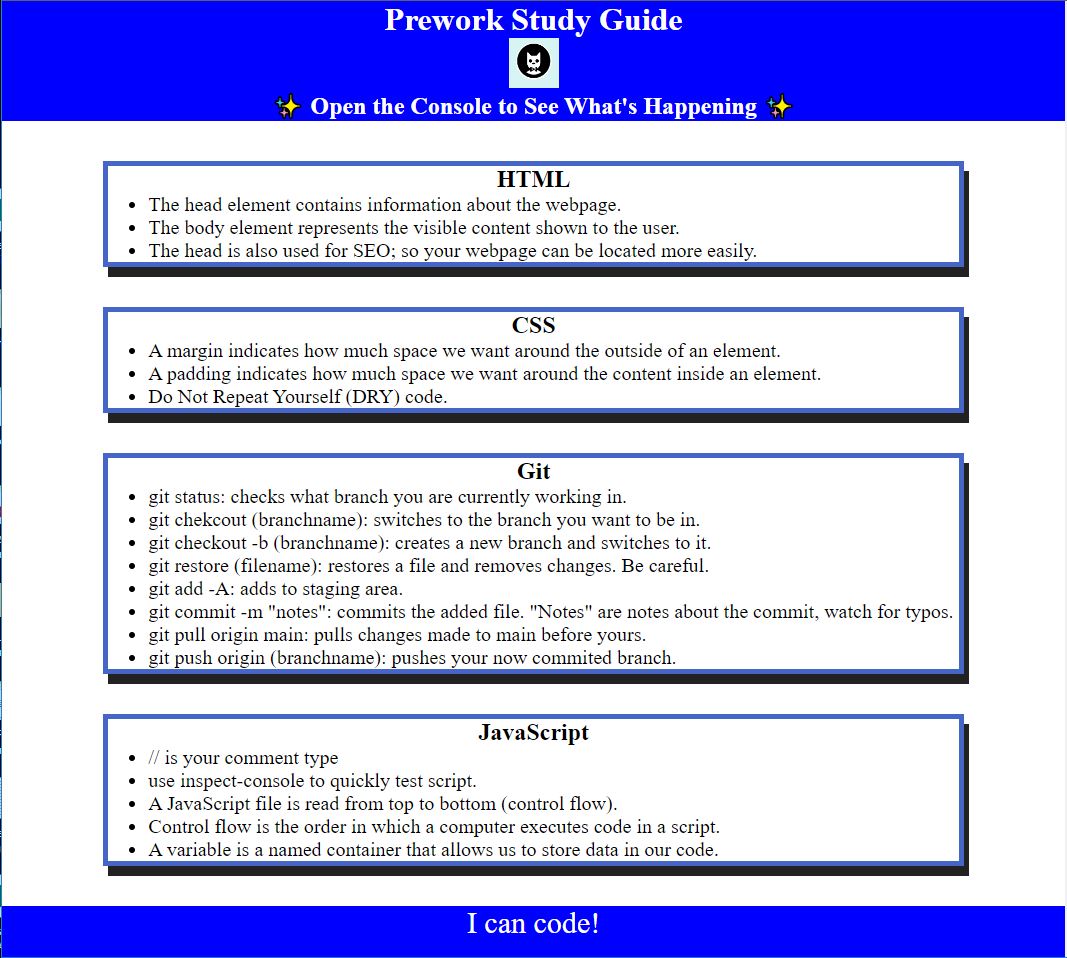 Prework Study Guide
✨ Open the Console to See What's Happening ✨
HTML
• The head element contains information about the webpage.
• The body element represents the visible content shown to the user.
• The head is also used for SEO; so your webpage can be located more easily.
CSS
• A margin indicates how much space we want around the outside of an element.
• A padding indicates how much space we want around the content inside an element.
• Do Not Repeat Yourself (DRY) code.
Git
• git status: checks what branch you are currently working in.
• git chekcout (branchname): switches to the branch you want to be in.
• git checkout -b (branchname): creates a new branch and switches to it.
• git restore (filename): restores a file and removes changes. Be careful.
• git add -A: adds to staging area.
• git commit -m "notes": commits the added file. "Notes" are notes about the commit, watch for typos.
• git pull origin main: pulls changes made to main before yours.
• git push origin (branchname): pushes your now commited branch.
JavaScript
• // is your comment type
• use inspect-console to quickly test script.
• A JavaScript file is read from top to bottom (control flow).
• Control flow is the order in which a computer executes code in a script.
• A variable is a named container that allows us to store data in our code.
I can code!